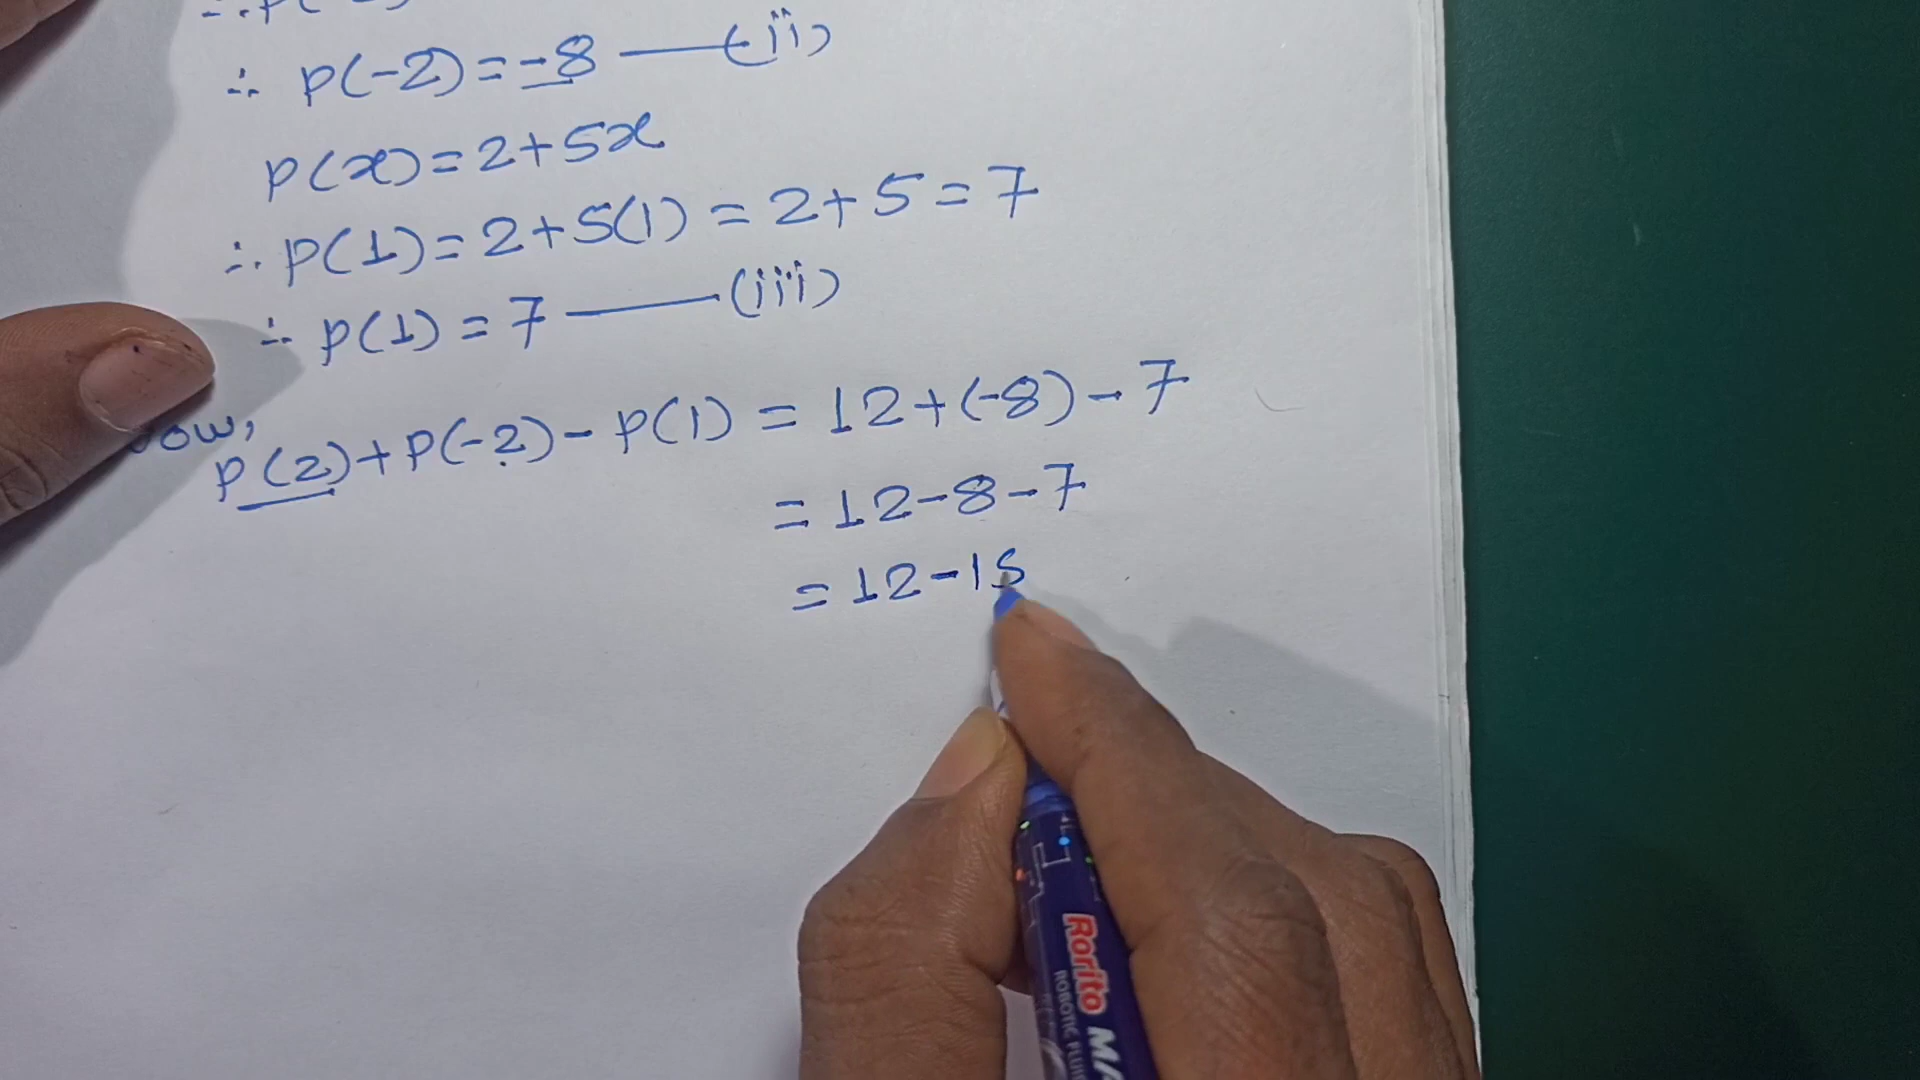 ∴ p(-2) = -8 —— (ii)
p(x) = 2+5x
∴ p(1) = 2+5(1) = 2+5 = 7
∴ p(1) = 7 —— (iii)
p(2)+p(-2)-p(1) = 12+(-8)-7
= 12-8-7
= 12-15
Rorito